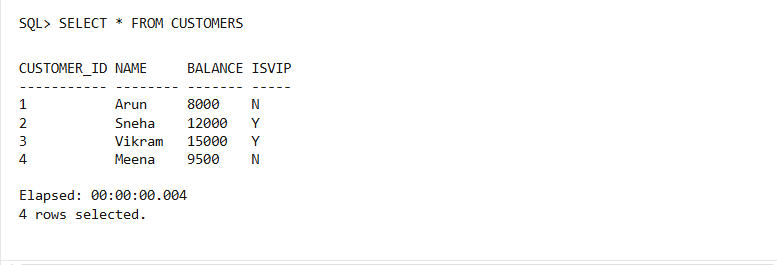 SQL> SELECT * FROM CUSTOMERS
CUSTOMER_ID NAME     BALANCE ISVIP
----------- -------- ------- -----
1           Arun     8000    N
2           Sneha    12000   Y
3           Vikram   15000   Y
4           Meena    9500    N
Elapsed: 00:00:00.004
4 rows selected.